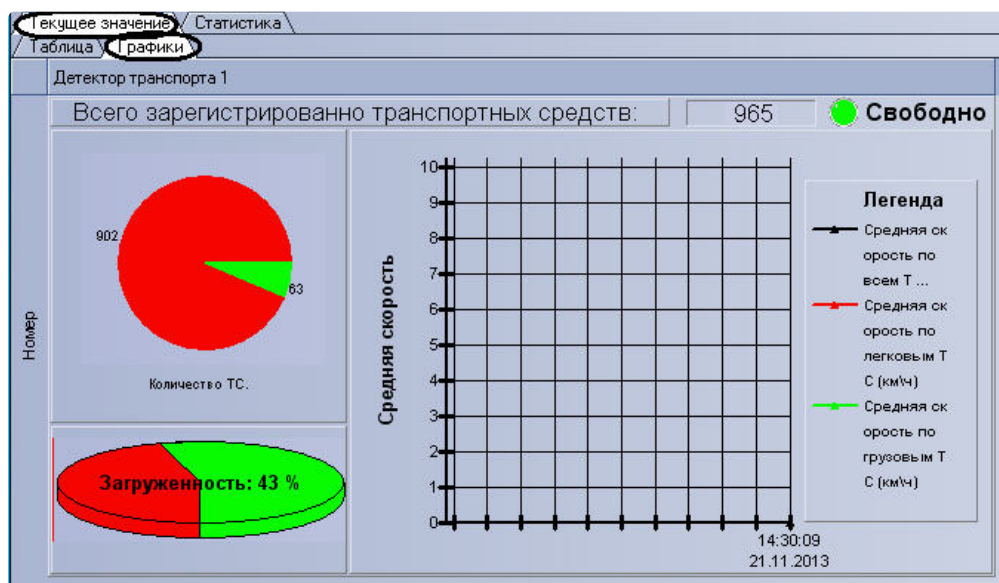 Текущее значение Статистика
Таблица Графики
Детектор транспорта 1
Номер
Всего зарегистрированно транспортных средств: 965 Свободно
902
63
Количество ТС.
Загруженность: 43 %
Средняя скорость
10
9
8
7
6
5
4
3
2
1
0
14:30:09
21.11.2013
Легенда
Средняя ск
орость по
всем Т ...
Средняя ск
орость по
легковым Т
С (км\ч)
Средняя ск
орость по
грузовым Т
С (км\ч)